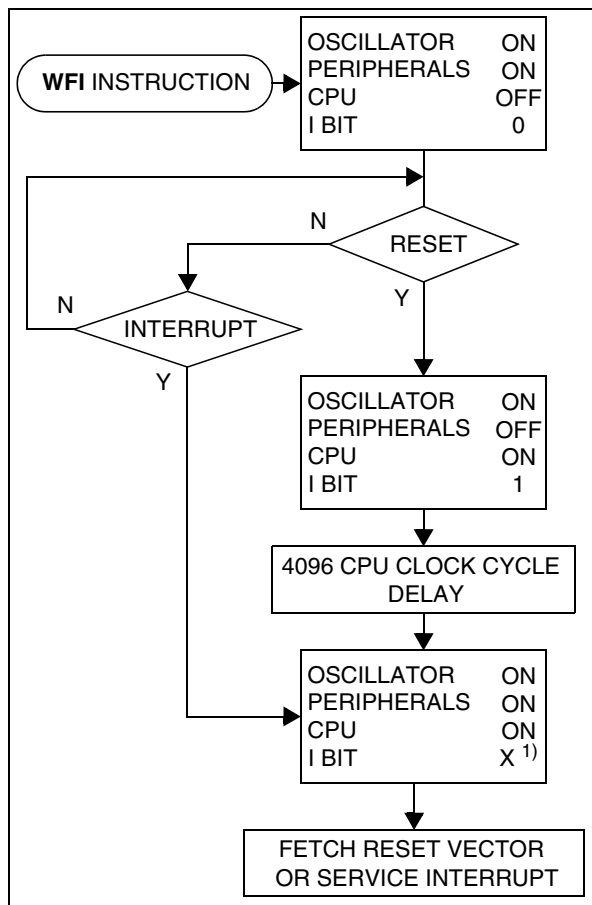 WFI INSTRUCTION
OSCILLATOR ON
PERIPHERALS ON
CPU OFF
I BIT 0
N
RESET
Y
N
INTERRUPT
Y
OSCILLATOR ON
PERIPHERALS OFF
CPU ON
I BIT 1
4096 CPU CLOCK CYCLE
DELAY
OSCILLATOR ON
PERIPHERALS ON
CPU ON
I BIT X 1)
FETCH RESET VECTOR
OR SERVICE INTERRUPT